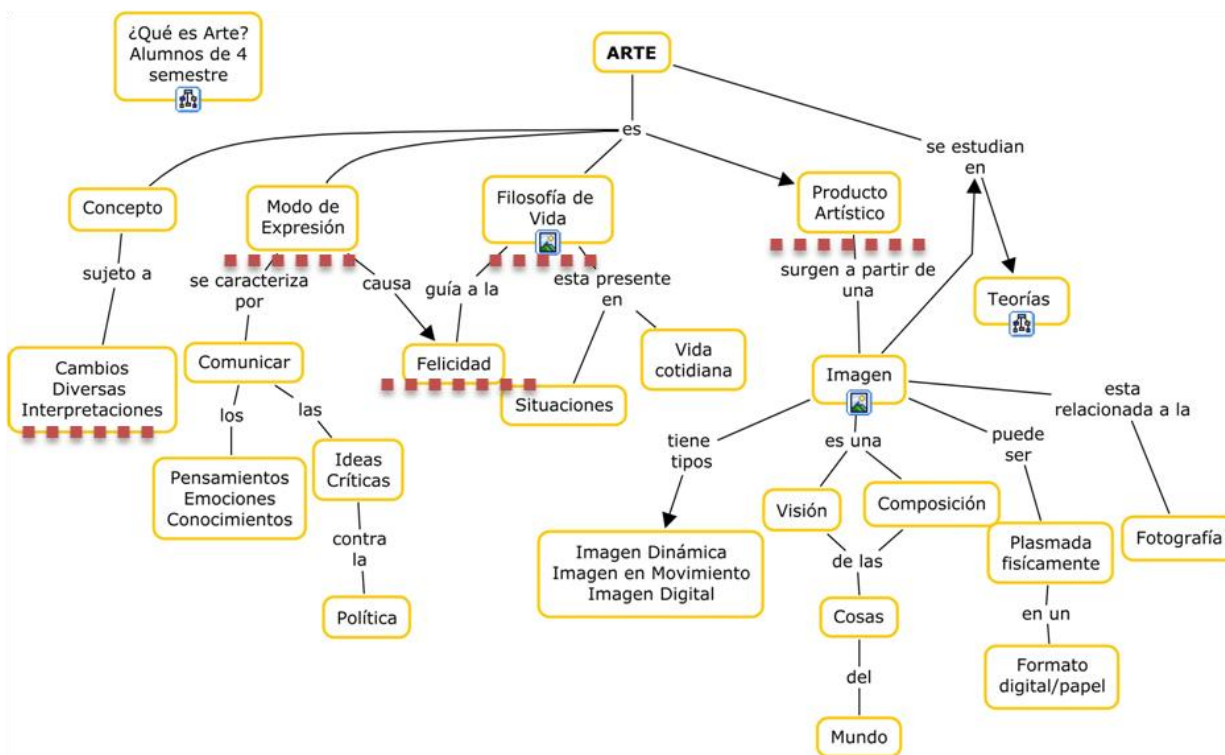 ¿Qué es Arte?
Alumnos de 4
semestre
ARTE
es
se estudian
en
Concepto
Modo de
Expresión
Filosofía de
Vida
Producto
Artístico
Teorías
sujeto a
se caracteriza
por
causa
guía a la
esta presente
en
surgen a partir de
una
Cambios
Diversas
Interpretaciones
Comunicar
Felicidad
Situaciones
Vida
cotidiana
Imagen
esta
relacionada a la
los
las
Pensamientos
Emociones
Conocimientos
Ideas
Críticas
contra
la
Política
tiene
tipos
es una
puede
ser
Imagen Dinámica
Imagen en Movimiento
Imagen Digital
Visión
Composición
Plasmada
fisícamente
Fotografía
de las
Cosas
del
Mundo
en un
Formato
digital/papel